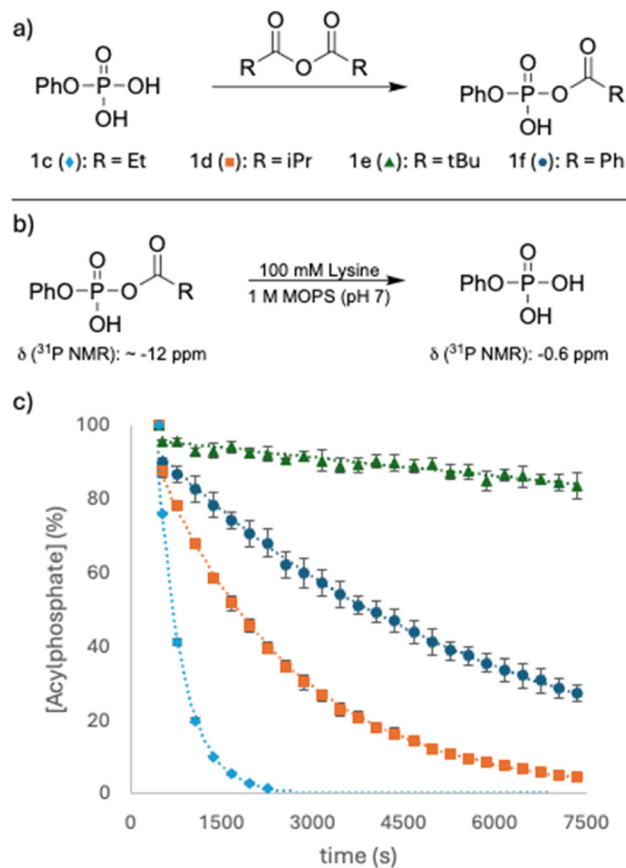 a)
O
PhO-P-OH
OH
O O
R O R
O O
PhO-P-O R
OH
1c (◆): R = Et 1d (■): R = iPr 1e (▲): R = tBu 1f (●): R = Ph
b)
O O
PhO-P-O R
OH
δ (³¹P NMR): ~ -12 ppm
100 mM Lysine
1 M MOPS (pH 7)
O
PhO-P-OH
OH
δ (³¹P NMR): -0.6 ppm
c)
[Acylphosphate] (%)
100
80
60
40
20
0
0 1500 3000 4500 6000 7500
time (s)